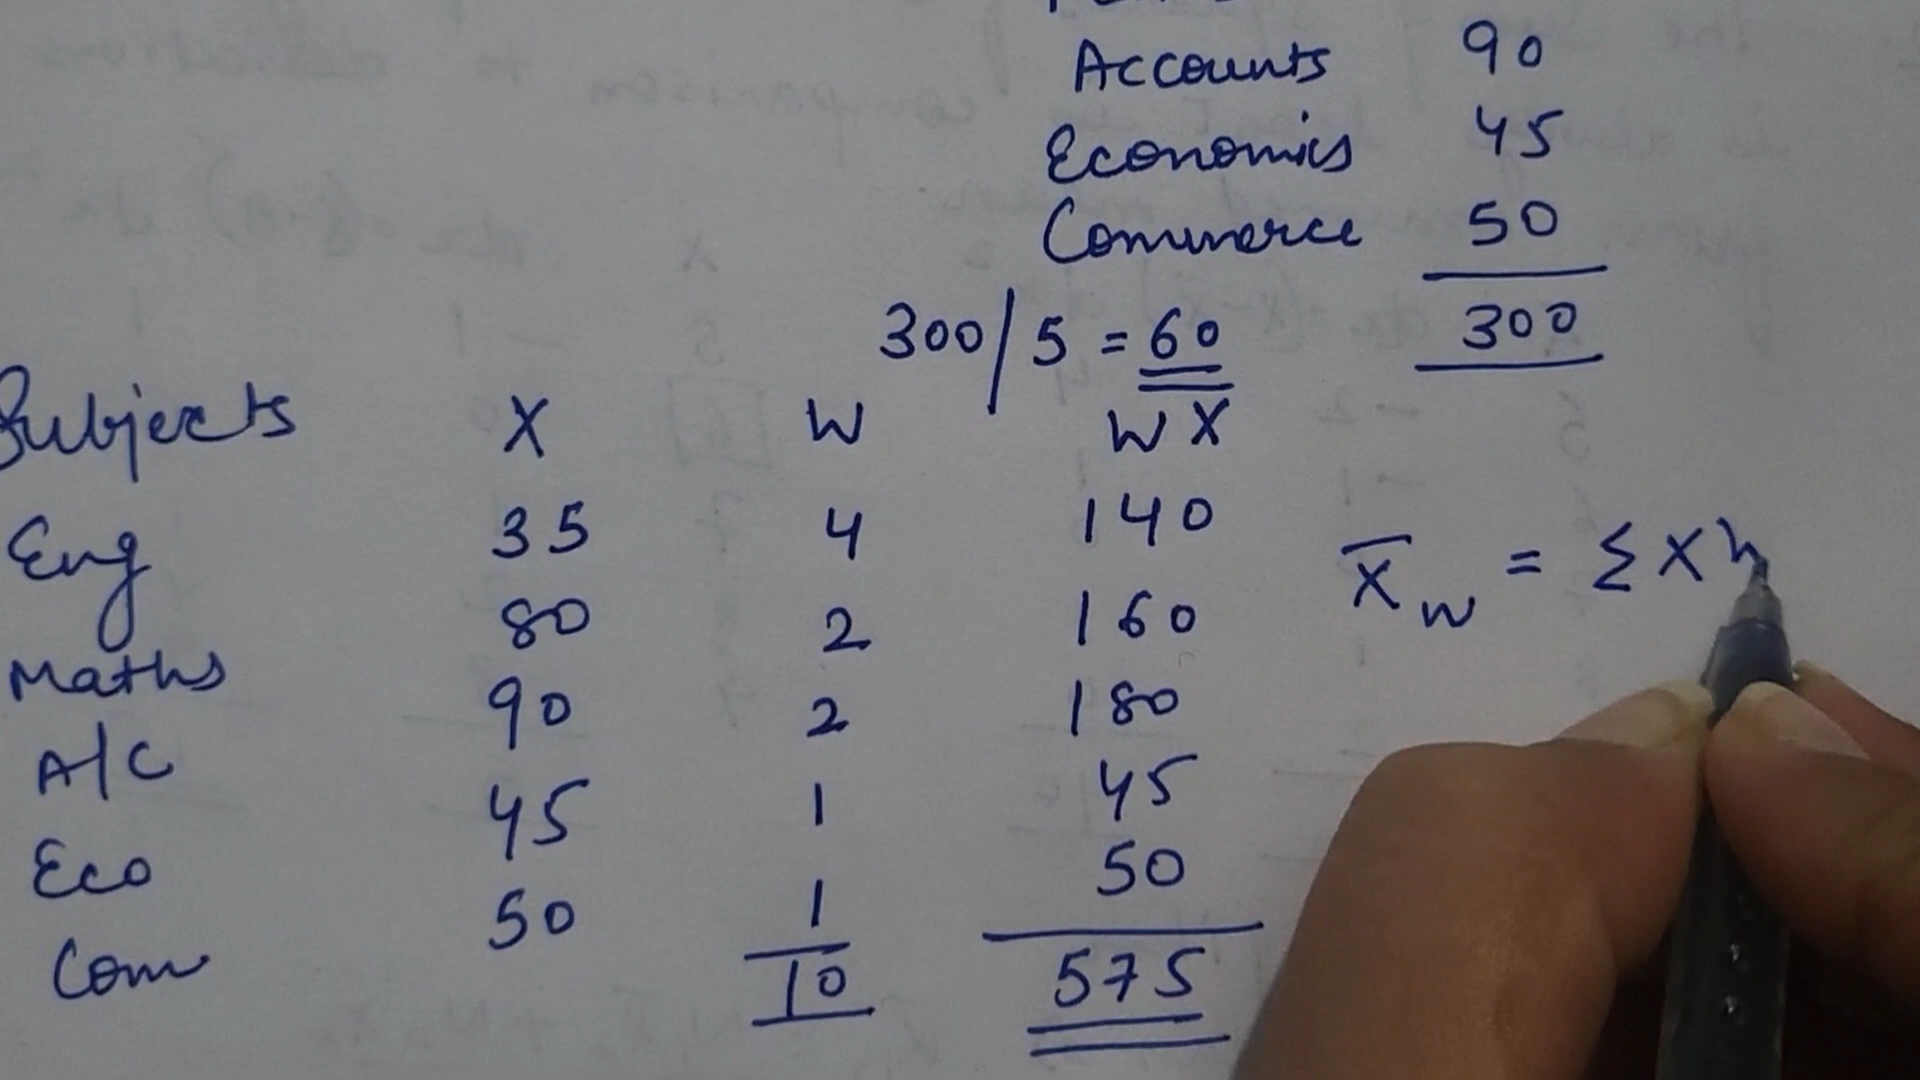 Accounts 90
Economics 45
Commerce 50
300
300/5 = 60
Subjects X W WX
Eng 35 4 140
Maths 80 2 160
A/C 90 2 180
Eco 45 1 45
Com 50 1 50
10 575
X̄w = Σ X